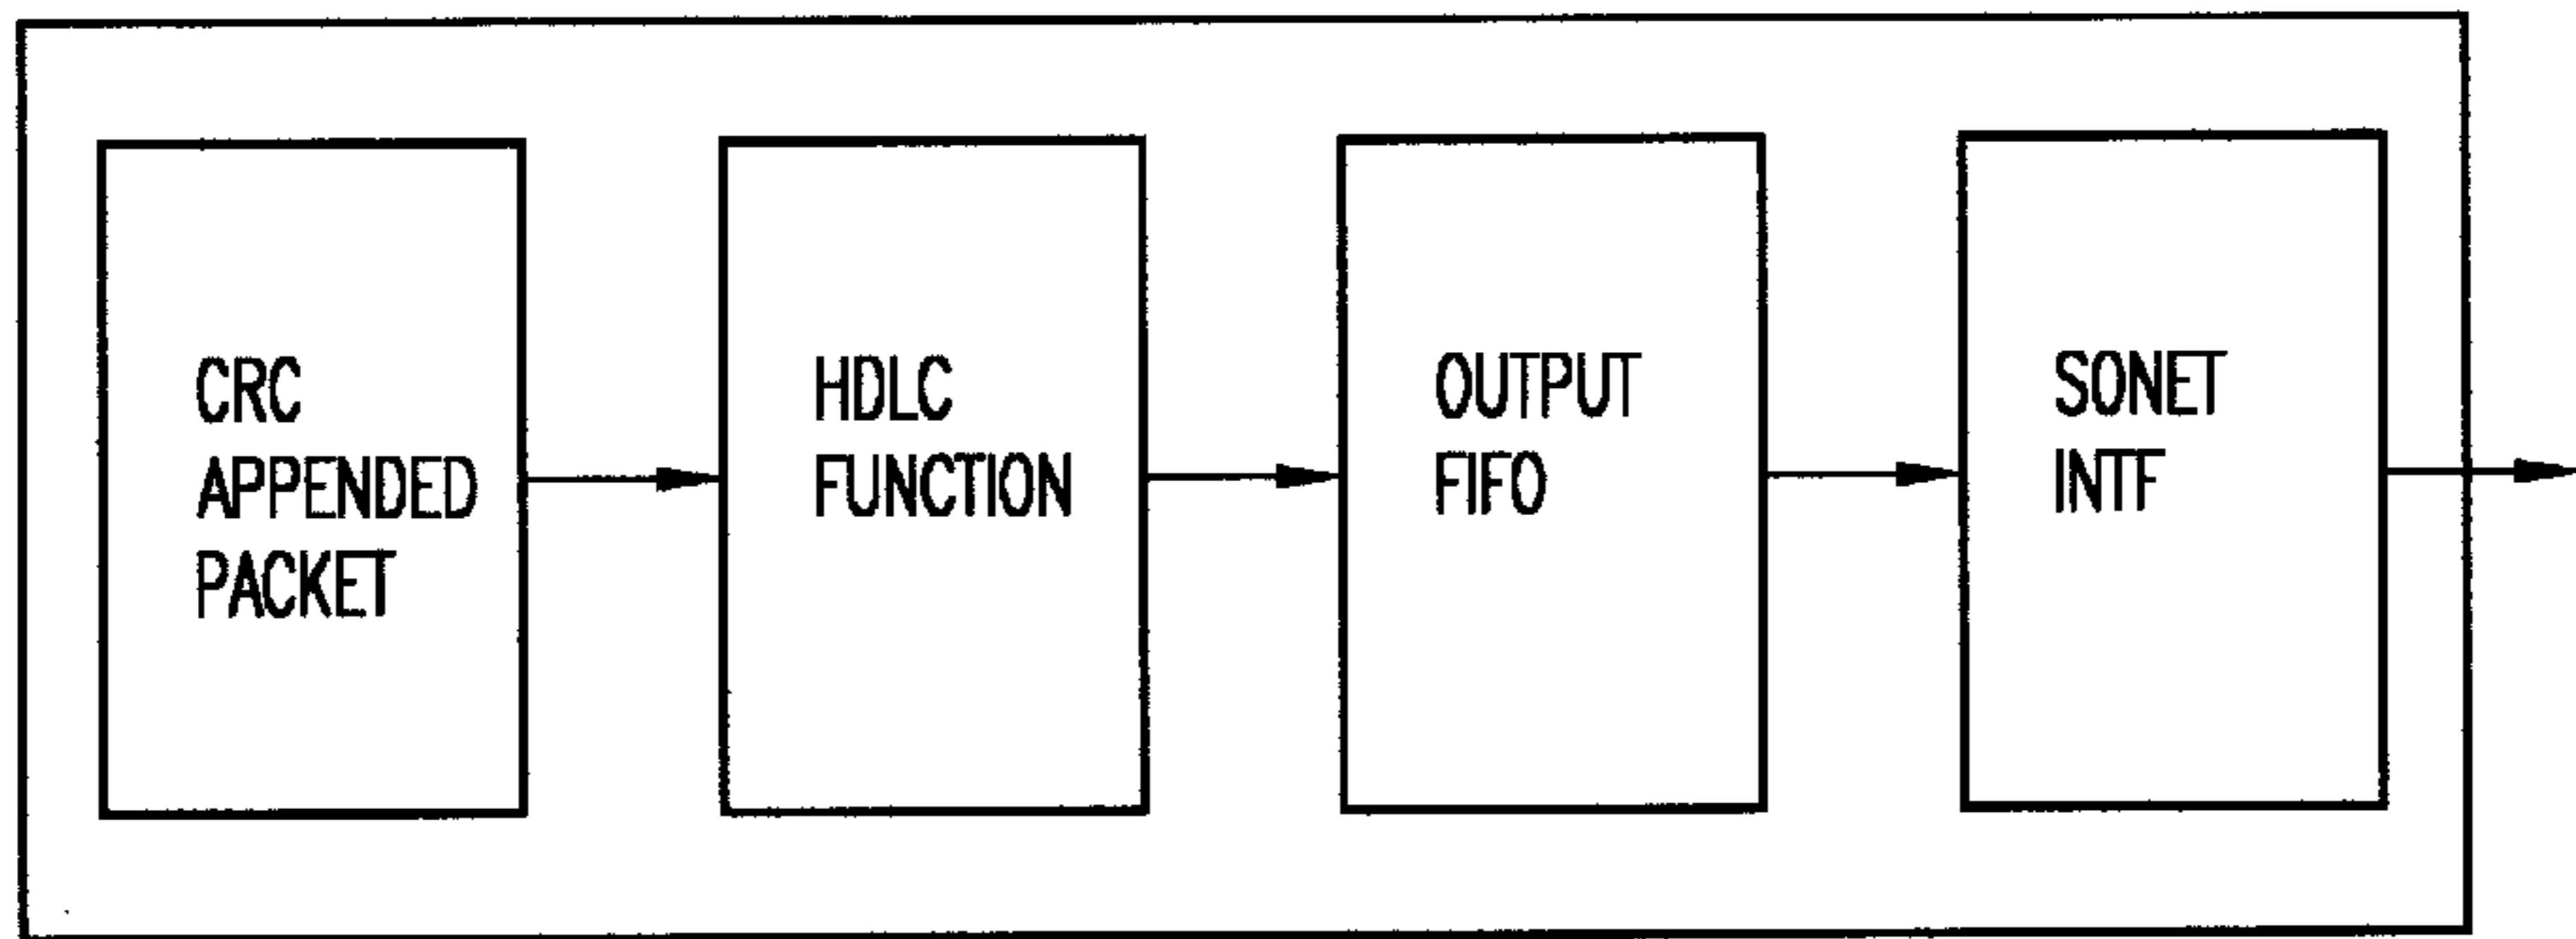 CRC
APPENDED
PACKET
HDLC
FUNCTION
OUTPUT
FIFO
SONET
INTF